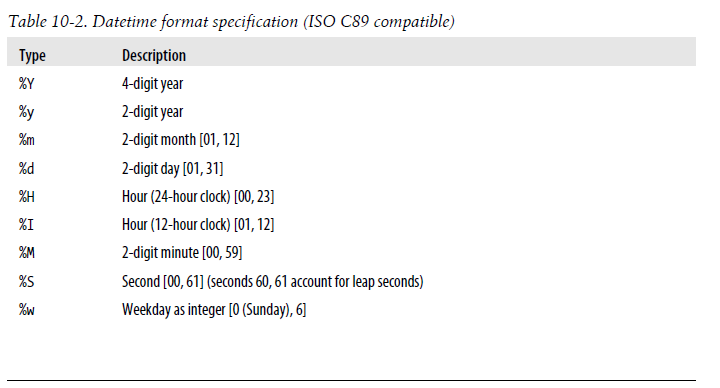 Table 10-2. Datetime format specification (ISO C89 compatible)
Type Description
%Y 4-digit year
%y 2-digit year
%m 2-digit month [01, 12]
%d 2-digit day [01, 31]
%H Hour (24-hour clock) [00, 23]
%I Hour (12-hour clock) [01, 12]
%M 2-digit minute [00, 59]
%S Second [00, 61] (seconds 60, 61 account for leap seconds)
%w Weekday as integer [0 (Sunday), 6]